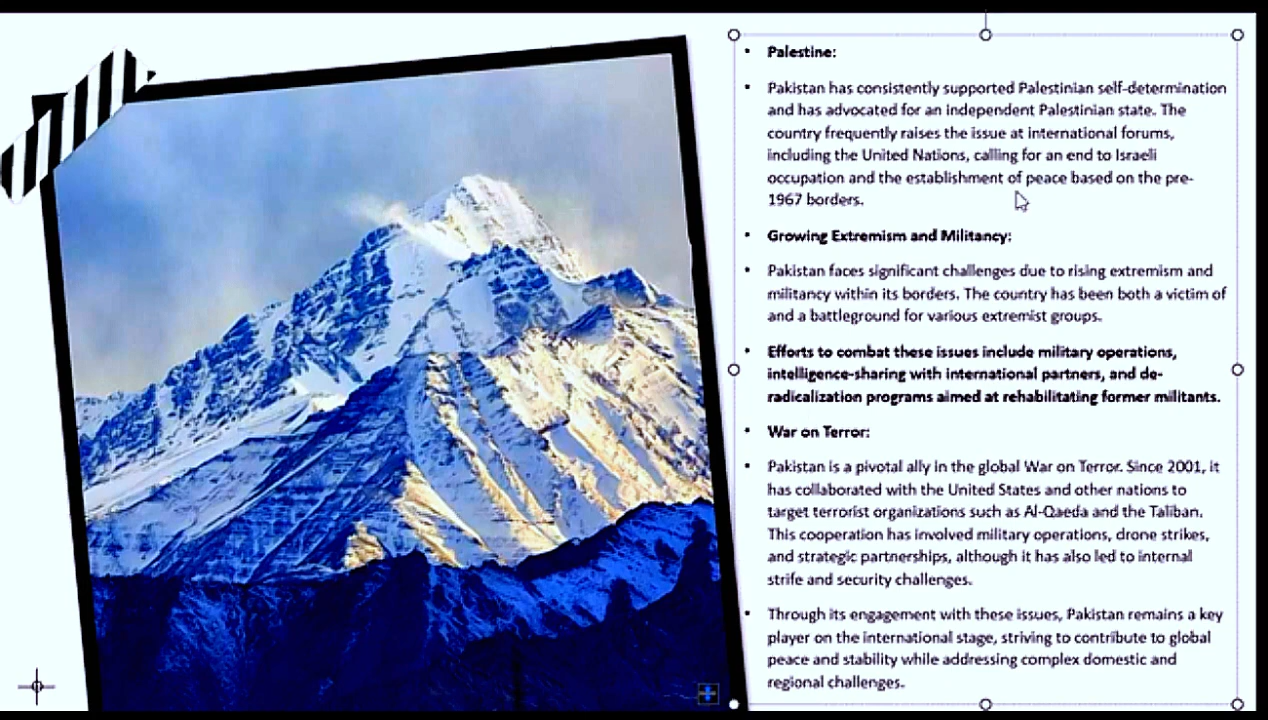 • Palestine:
• Pakistan has consistently supported Palestinian self-determination
and has advocated for an independent Palestinian state. The
country frequently raises the issue at international forums,
including the United Nations, calling for an end to Israeli
occupation and the establishment of peace based on the pre-
1967 borders.
• Growing Extremism and Militancy:
• Pakistan faces significant challenges due to rising extremism and
militancy within its borders. The country has been both a victim of
and a battleground for various extremist groups.
• Efforts to combat these issues include military operations,
intelligence-sharing with international partners, and de-
radicalization programs aimed at rehabilitating former militants.
• War on Terror:
• Pakistan is a pivotal ally in the global War on Terror. Since 2001, it
has collaborated with the United States and other nations to
target terrorist organizations such as Al-Qaeda and the Taliban.
This cooperation has involved military operations, drone strikes,
and strategic partnerships, although it has also led to internal
strife and security challenges.
• Through its engagement with these issues, Pakistan remains a key
player on the international stage, striving to contribute to global
peace and stability while addressing complex domestic and
regional challenges.